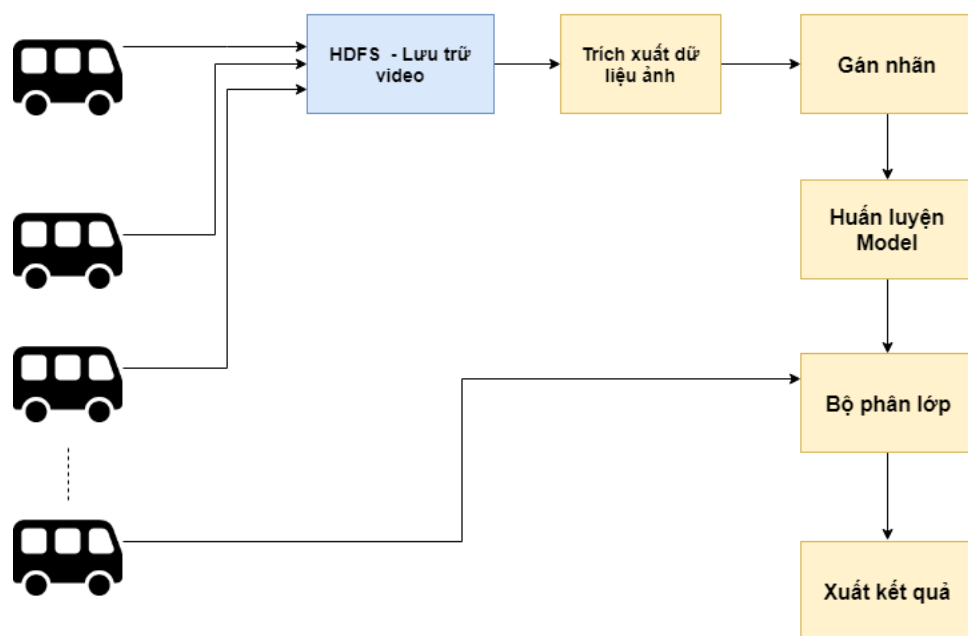 HDFS - Lưu trữ
video
Trích xuất dữ
liệu ảnh
Gán nhãn
Huấn luyện
Model
Bộ phân lớp
Xuất kết quả